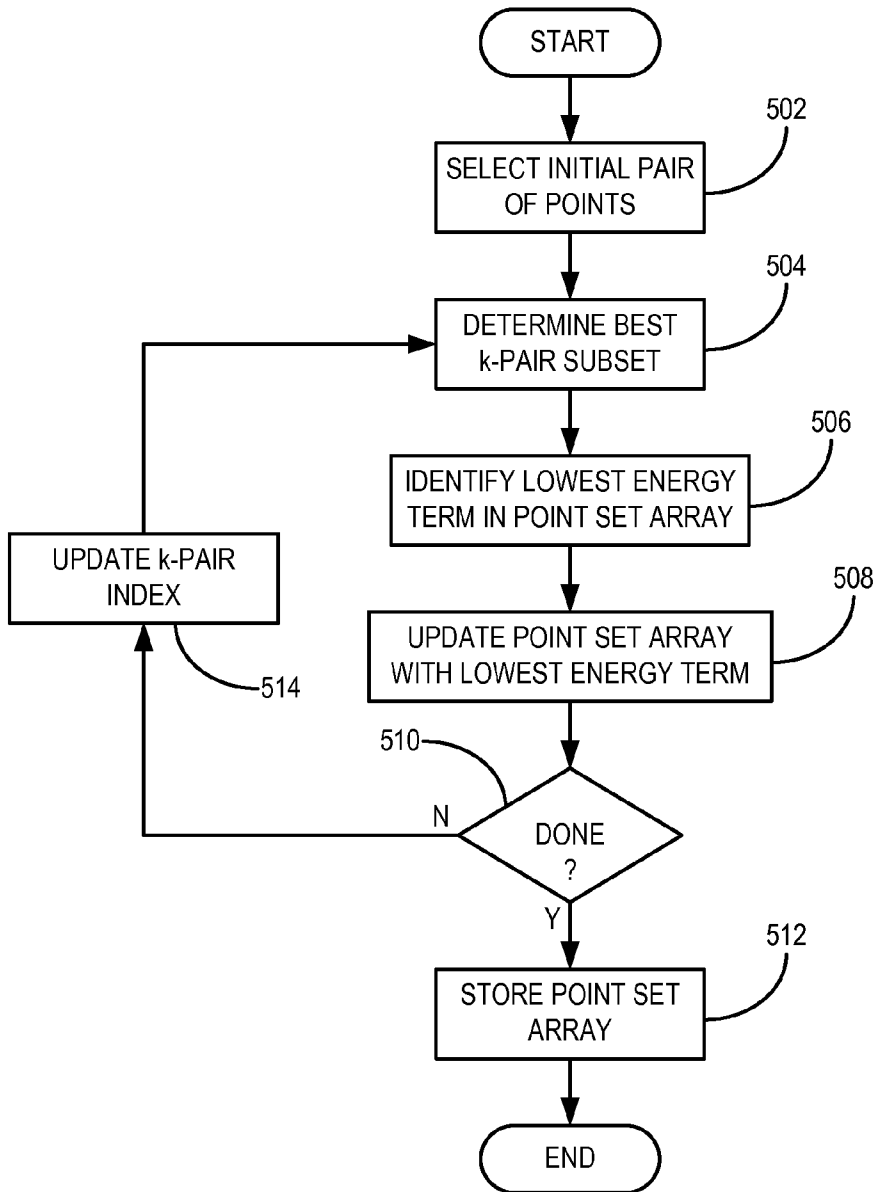 START
502
SELECT INITIAL PAIR
OF POINTS
504
DETERMINE BEST
k-PAIR SUBSET
506
IDENTIFY LOWEST ENERGY
TERM IN POINT SET ARRAY
UPDATE k-PAIR
INDEX
514
508
UPDATE POINT SET ARRAY
WITH LOWEST ENERGY TERM
510
N
DONE
?
Y
512
STORE POINT SET
ARRAY
END